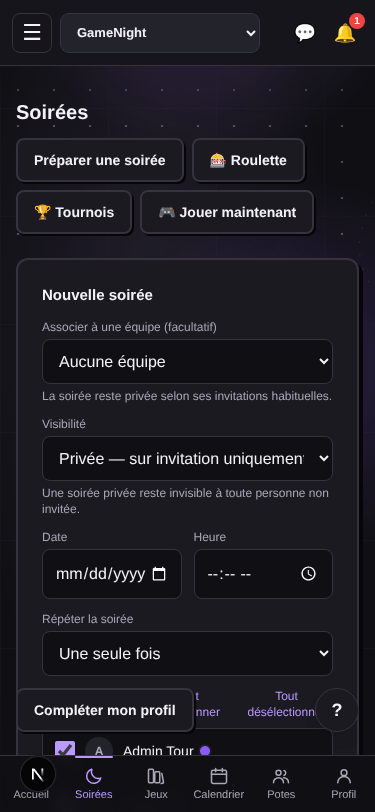 ☰ GameNight 💬 🔔 1
Soirées
Préparer une soirée 🎰 Roulette
🏆 Tournois 🎮 Jouer maintenant
Nouvelle soirée
Associer à une équipe (facultatif)
Aucune équipe
La soirée reste privée selon ses invitations habituelles.
Visibilité
Privée — sur invitation uniquement
Une soirée privée reste invisible à toute personne non
invitée.
Date Heure
mm/dd/yyyy --:-- --
Répéter la soirée
Une seule fois
Tout
désélectionn
Compléter mon profil
nner
?
A Admin Tour
N
Accueil Soirées Jeux Calendrier Potes Profil